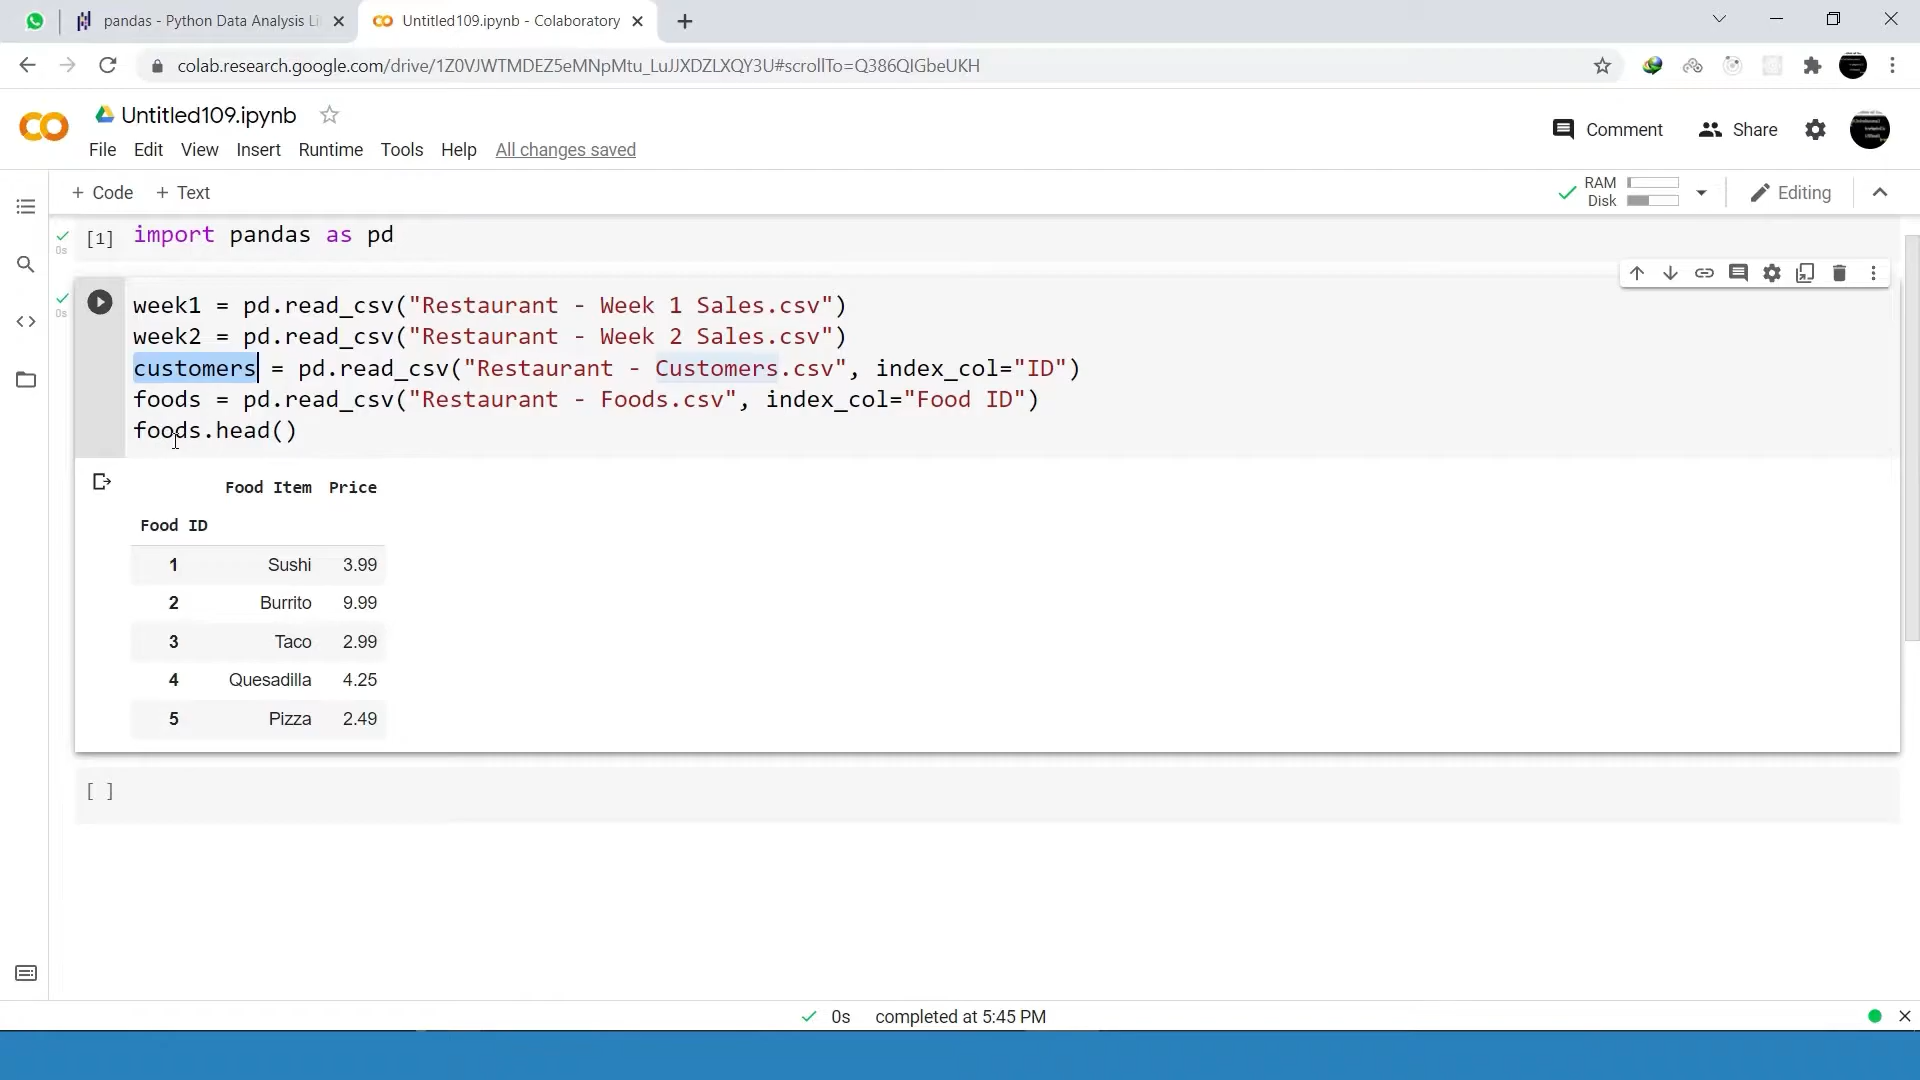 pandas - Python Data Analysis Li
Untitled109.ipynb - Colaboratory
colab.research.google.com/drive/1Z0VJWTMDEZ5eMNpMtu_LuJJXDZLXQY3U#scrollTo=Q386QIGbeUKH
Untitled109.ipynb
Comment Share
File Edit View Insert Runtime Tools Help All changes saved
+ Code + Text RAM Disk Editing
[1] import pandas as pd
0s
week1 = pd.read_csv("Restaurant - Week 1 Sales.csv")
0s
week2 = pd.read_csv("Restaurant - Week 2 Sales.csv")
customers = pd.read_csv("Restaurant - Customers.csv", index_col="ID")
foods = pd.read_csv("Restaurant - Foods.csv", index_col="Food ID")
foods.head()
Food Item Price
Food ID
1 Sushi 3.99
2 Burrito 9.99
3 Taco 2.99
4 Quesadilla 4.25
5 Pizza 2.49
[ ]
0s completed at 5:45 PM